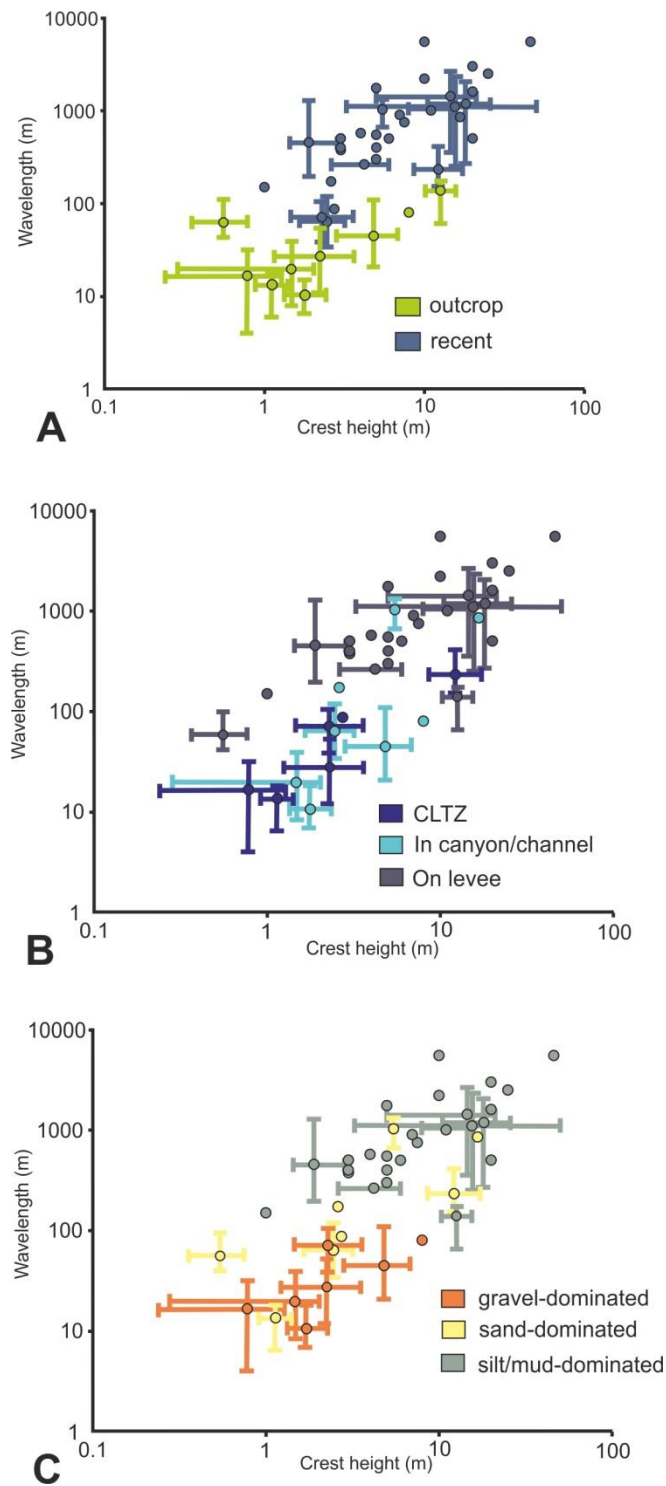 10000
1000
100
10
1
Wavelength (m)
0.1
1
10
100
Crest height (m)
outcrop
recent
A
10000
1000
100
10
1
Wavelength (m)
0.1
1
10
100
Crest height (m)
CLTZ
In canyon/channel
On levee
B
10000
1000
100
10
1
Wavelength (m)
0.1
1
10
100
Crest height (m)
gravel-dominated
sand-dominated
silt/mud-dominated
C